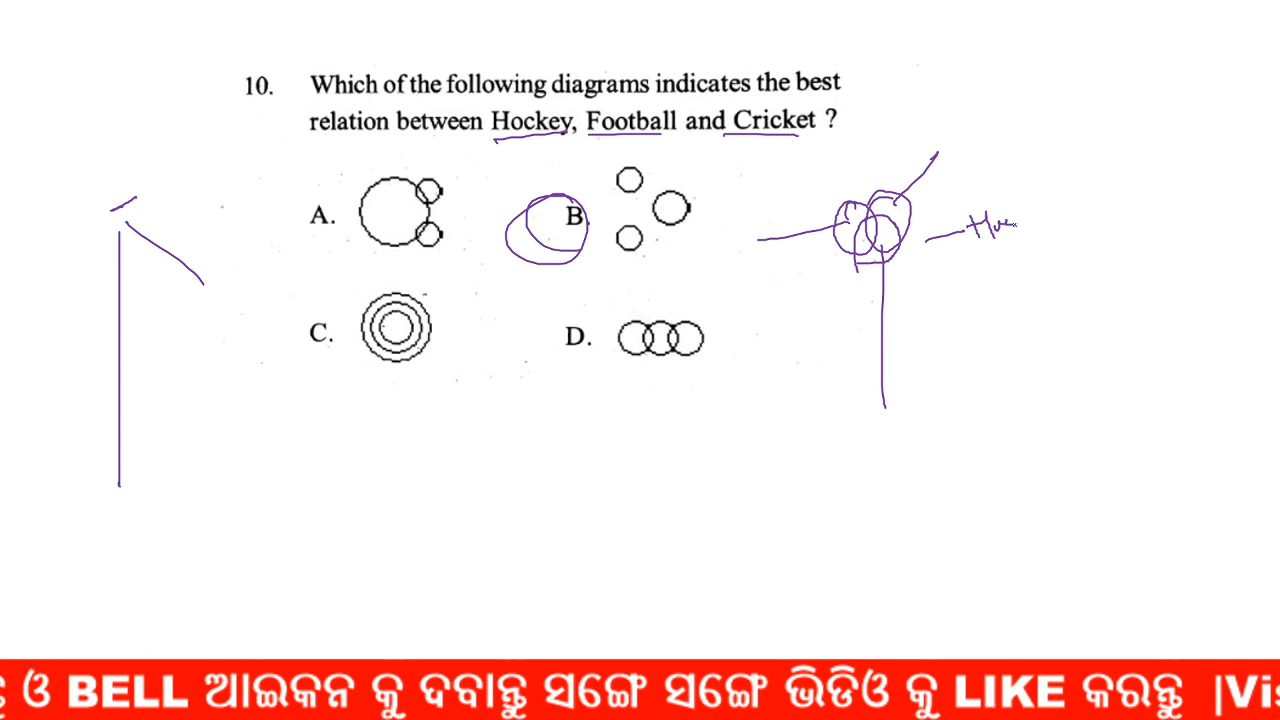 10. Which of the following diagrams indicates the best
relation between Hockey, Football and Cricket ?
A.
B
C.
D.
ଓ BELL ଆଇକନ କୁ ଦବାନ୍ତୁ ସଙ୍ଗେ ସଙ୍ଗେ ଭିଡିଓ କୁ LIKE କରନ୍ତୁ |Vis